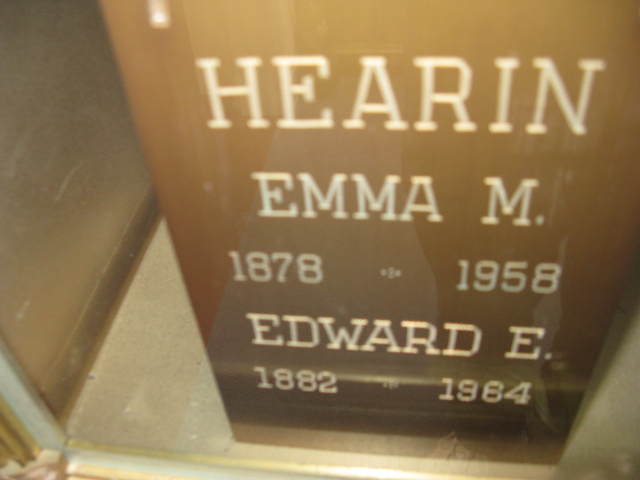 HEARIN
EMMA M.
1878 1958
EDWARD E.
1882 1964